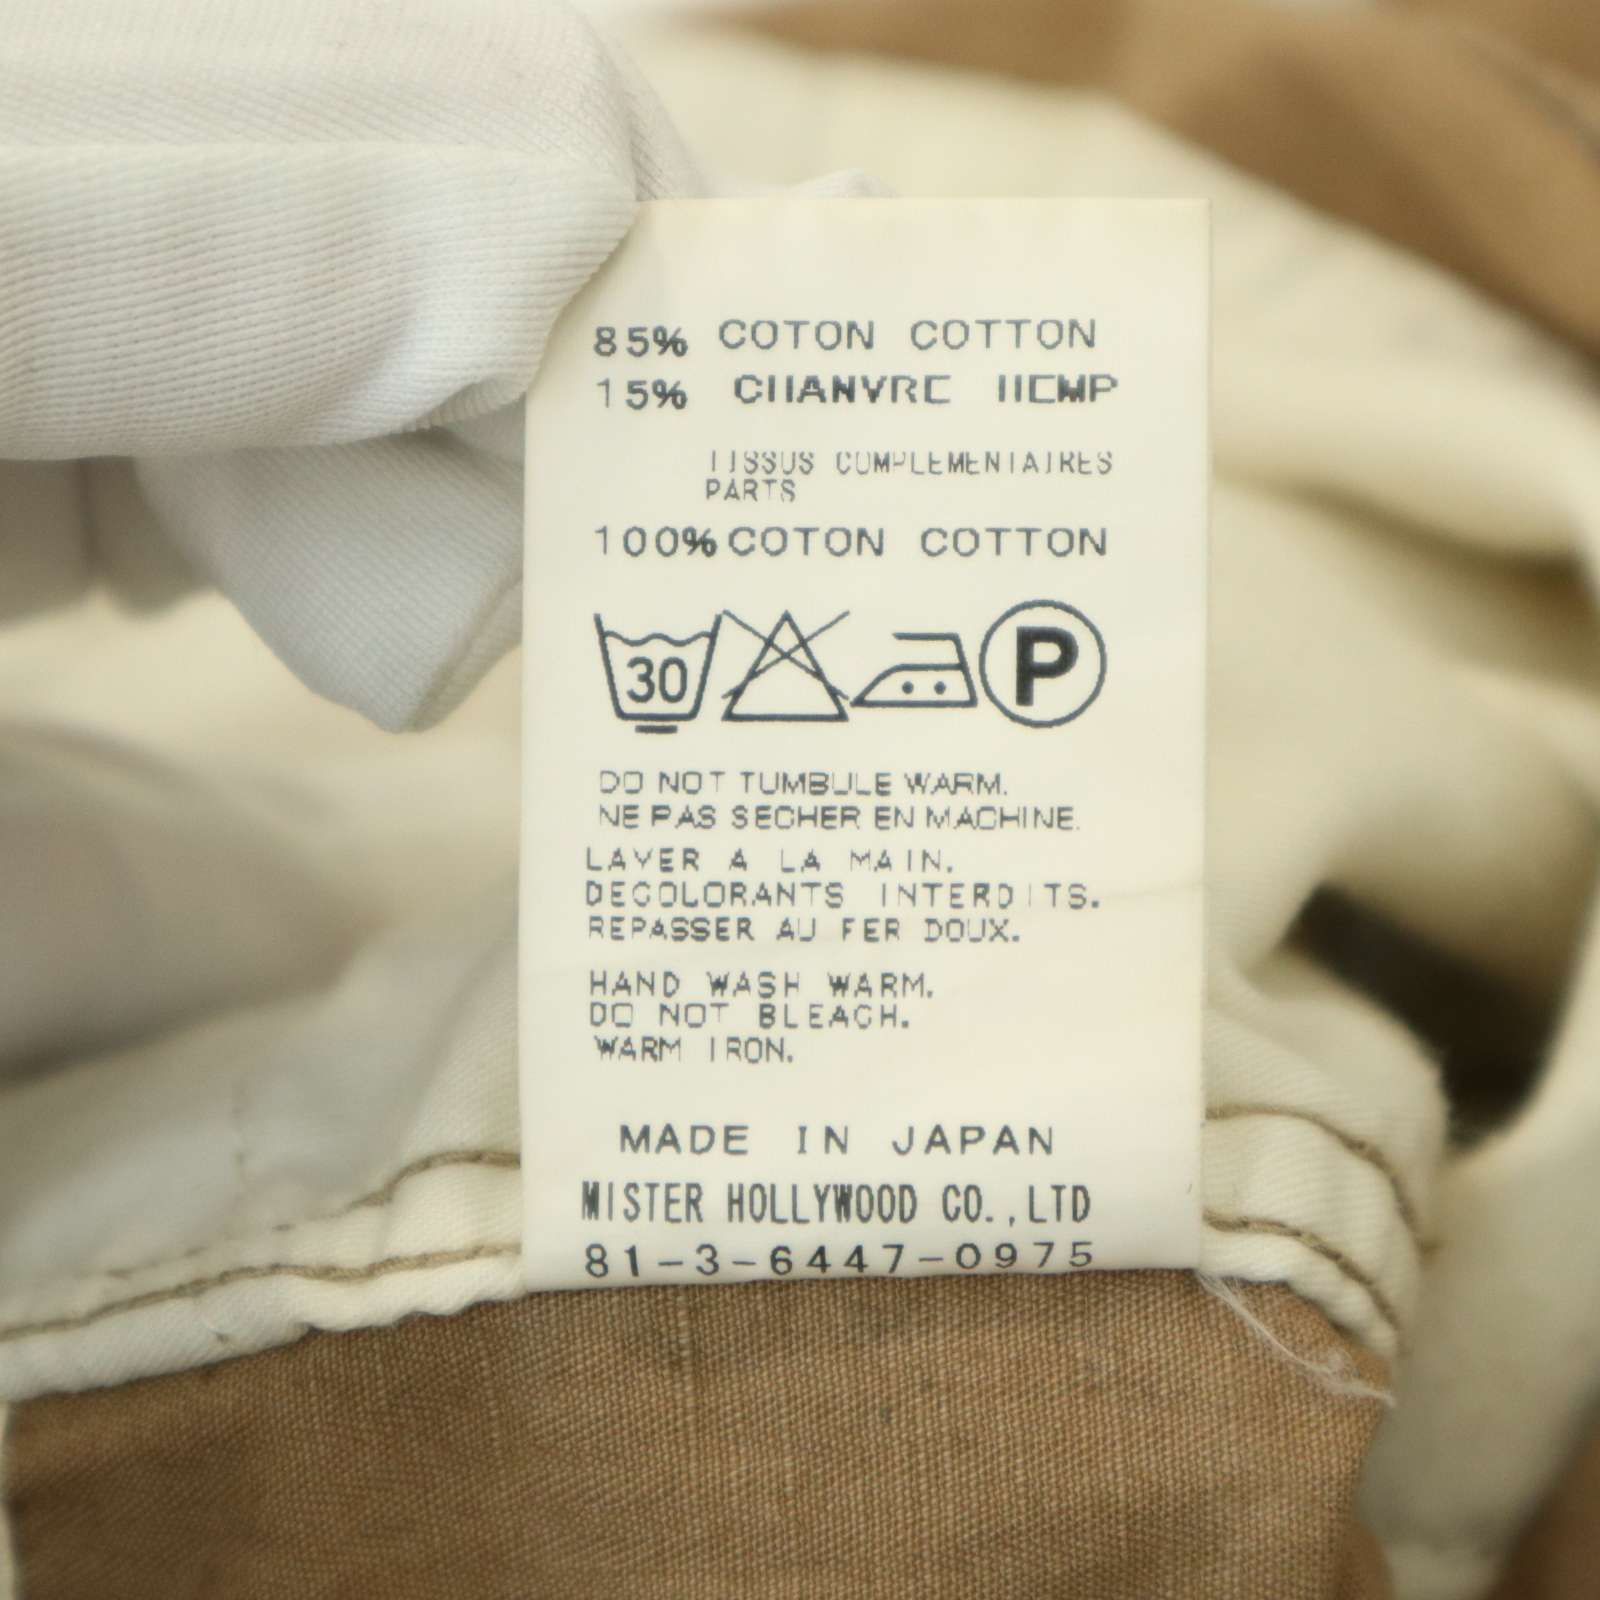 85% COTON COTTON
15% CHANVRE HEMP
TISSUS COMPLEMENTAIRES
PARTS
100% COTON COTTON
30 P
DO NOT TUMBULE WARM.
NE PAS SECHER EN MACHINE.
LAVER A LA MAIN.
DECOLORANTS INTERDITS.
REPASSER AU FER DOUX.
HAND WASH WARM.
DO NOT BLEACH.
WARM IRON.
MADE IN JAPAN
MISTER HOLLYWOOD CO.,LTD
81-3-6447-0975